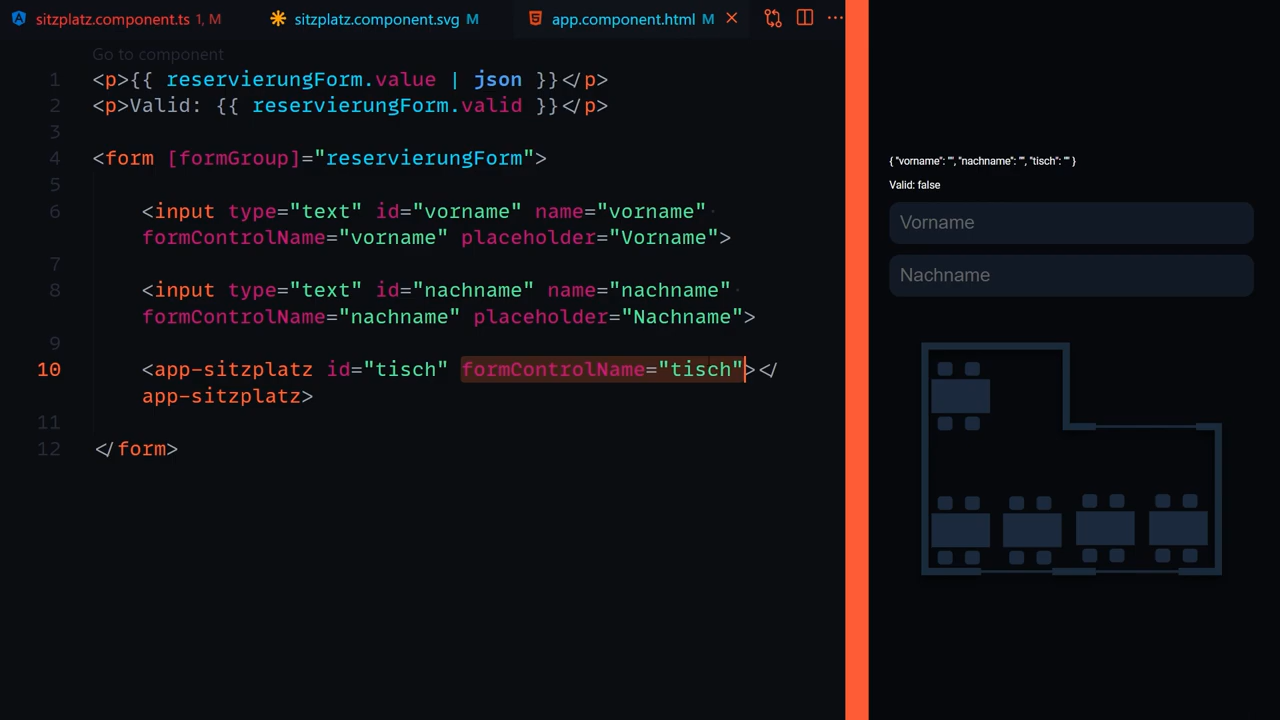 sitzplatz.component.ts 1, M
sitzplatz.component.svg M
app.component.html M
Go to component
1 <p>{{ reservierungForm.value | json }}</p>
2 <p>Valid: {{ reservierungForm.valid }}</p>
3
4 <form [formGroup]="reservierungForm">
5
6 <input type="text" id="vorname" name="vorname"
formControlName="vorname" placeholder="Vorname">
7
8 <input type="text" id="nachname" name="nachname"
formControlName="nachname" placeholder="Nachname">
9
10 <app-sitzplatz id="tisch" formControlName="tisch"></
app-sitzplatz>
11
12 </form>
{ "vorname": "", "nachname": "", "tisch": "" }
Valid: false
Vorname
Nachname